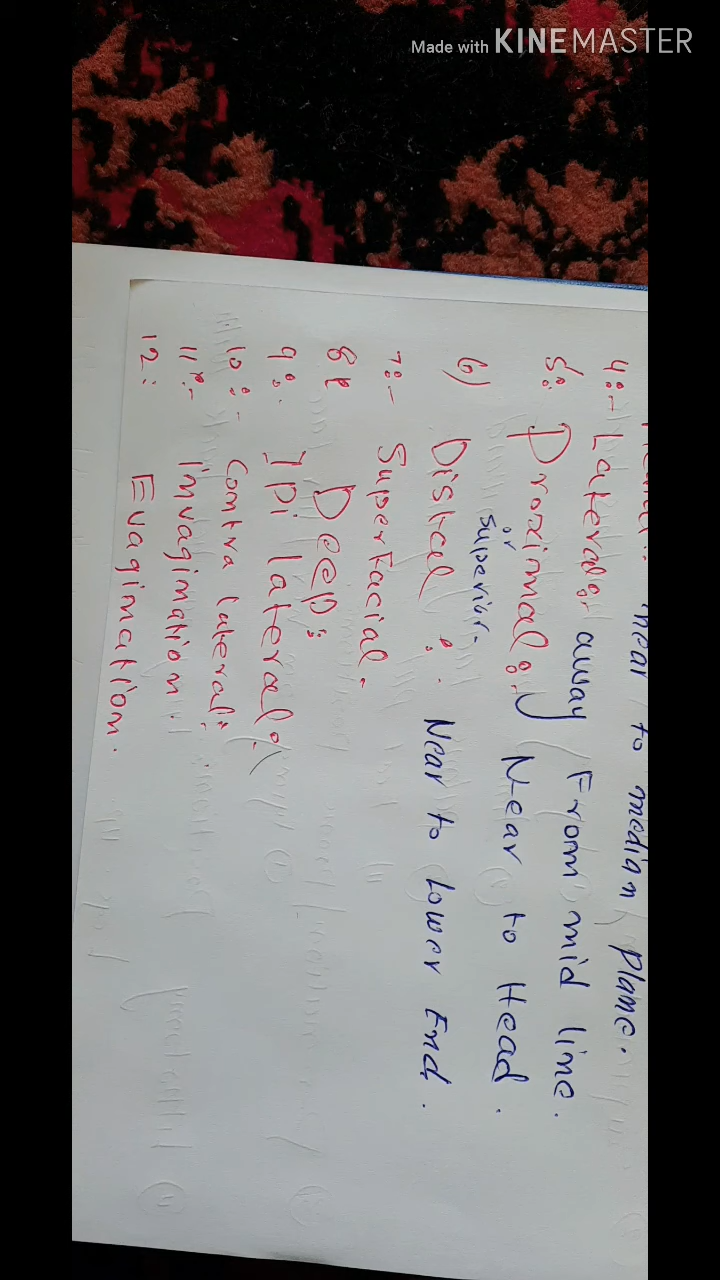 Made with KINEMASTER
near to median plane.
4:- Lateral: away From mid line.
5: Proximal:- Near to Head.
or
superior-
6) Distal : Near to Lower End.
7:- Superfacial-
8: Deep:
9:. Ipi lateral:
10:- Contra lateral:
11:- invagination.
12: Evagination.